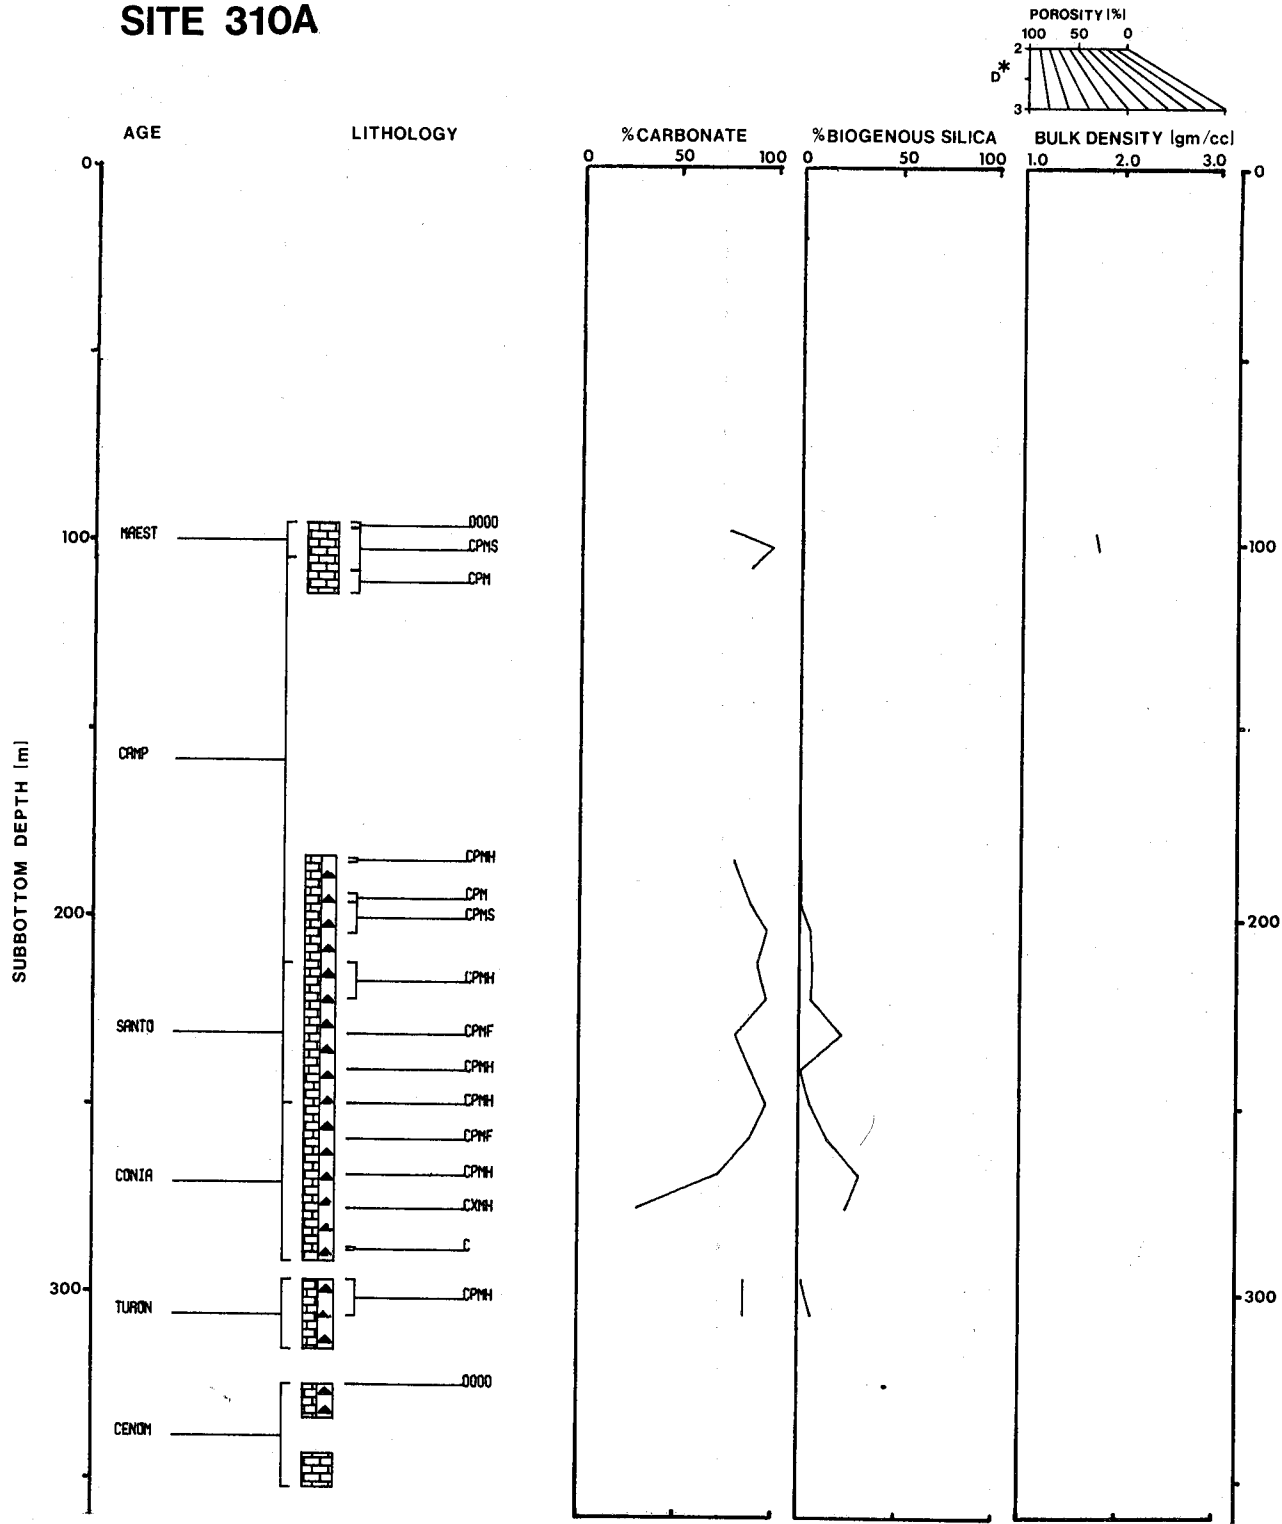 SITE 310A
POROSITY [%]
100 50 0
2
D*
3
AGE LITHOLOGY %CARBONATE %BIOGENOUS SILICA BULK DENSITY [gm/cc]
0 50 100 0 50 100 1.0 2.0 3.0
0 0
0000
MAEST
100 100
CPMS
CPM
CAMP
SUBBOTTOM DEPTH [m]
CPMH
CPM
200 CPMS 200
CPMH
SANTO CPMF
CPMH
CPMH
CPMF
CONIA CPMH
CXMH
C
300 CPMH 300
TURON
0000
CENOM